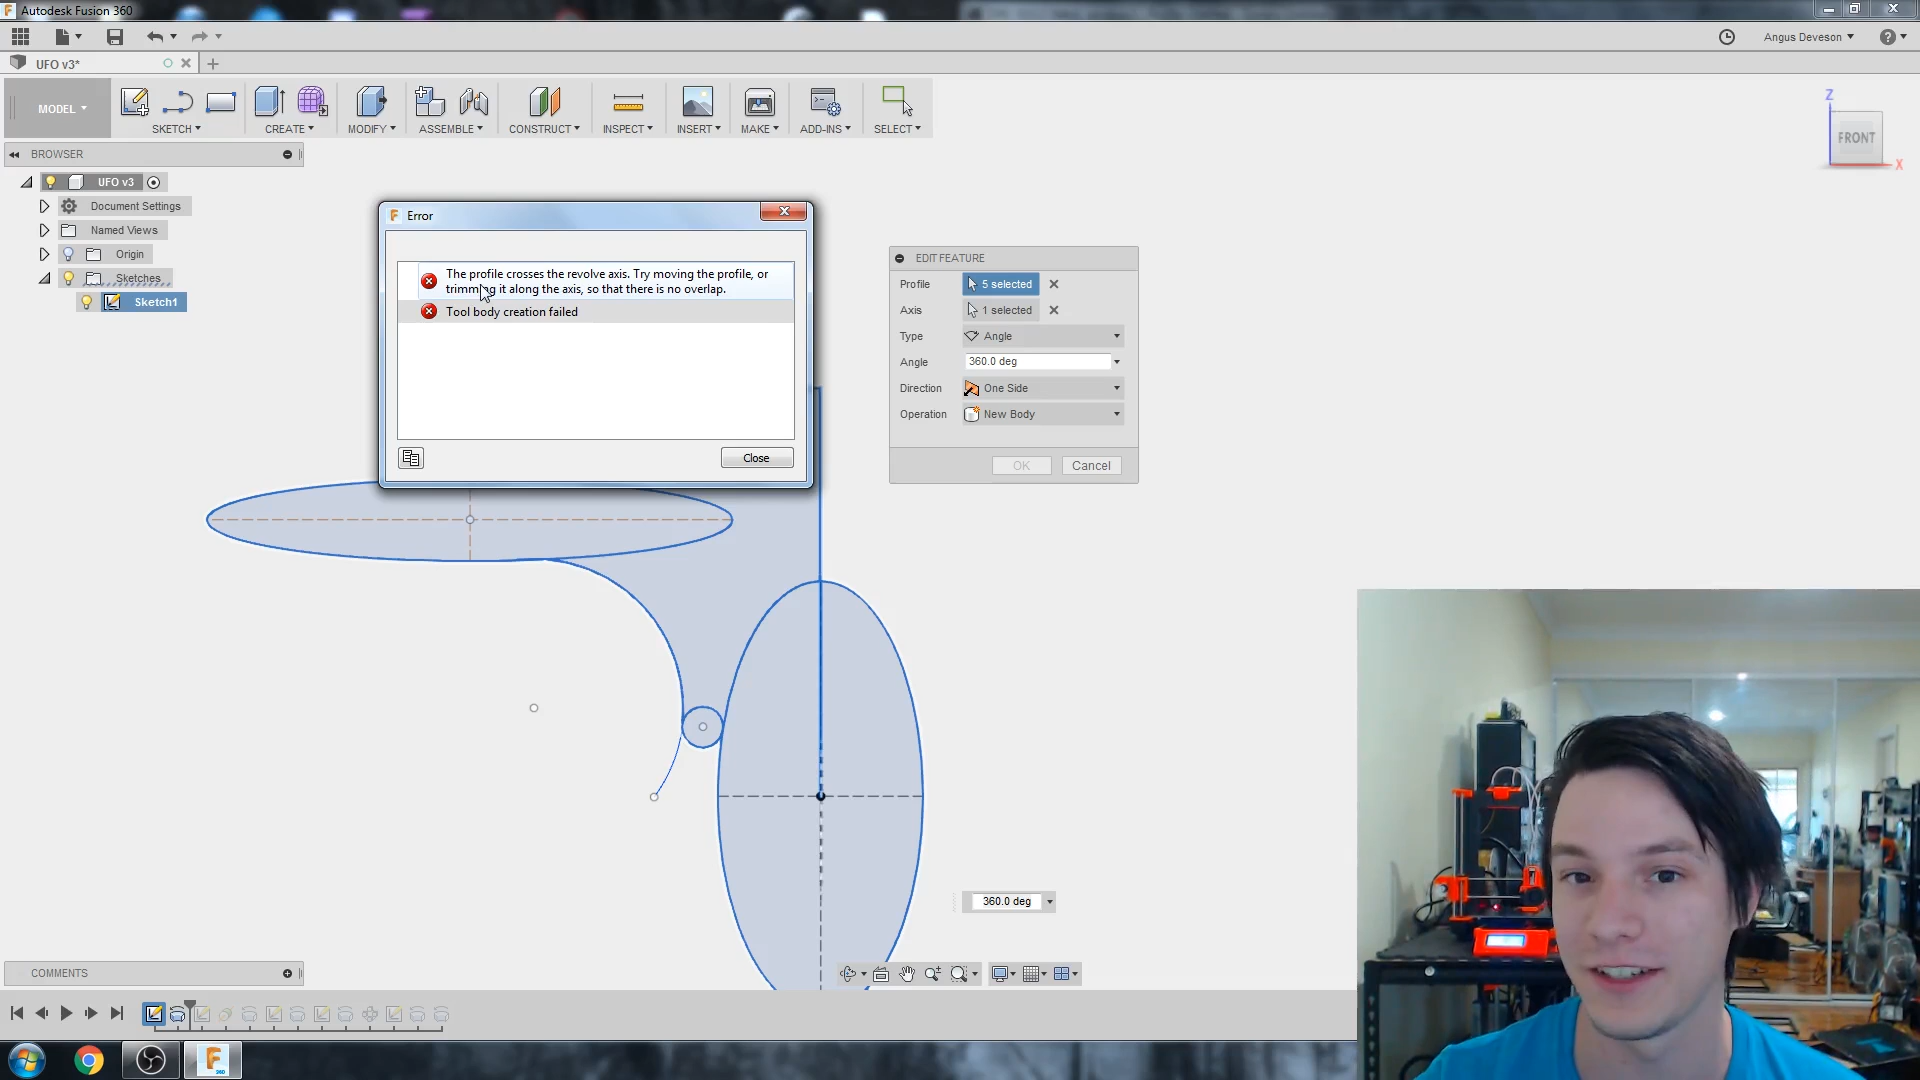 Autodesk Fusion 360
Angus Deveson
UFO v3*
MODEL
SKETCH
CREATE
MODIFY
ASSEMBLE
CONSTRUCT
INSPECT
INSERT
MAKE
ADD-INS
SELECT
Z
FRONT
X
BROWSER
UFO v3
Document Settings
Named Views
Origin
Sketches
Sketch1
Error
The profile crosses the revolve axis. Try moving the profile, or
trimming it along the axis, so that there is no overlap.
Tool body creation failed
Close
EDIT FEATURE
Profile 5 selected
Axis 1 selected
Type Angle
Angle 360.0 deg
Direction One Side
Operation New Body
OK Cancel
360.0 deg
COMMENTS